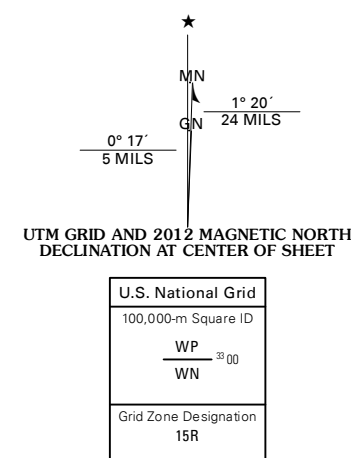 ★
MN
GN
1° 20´
24 MILS
0° 17´
5 MILS
UTM GRID AND 2012 MAGNETIC NORTH
DECLINATION AT CENTER OF SHEET
U.S. National Grid
100,000-m Square ID
WP
33 00
WN
Grid Zone Designation
15R